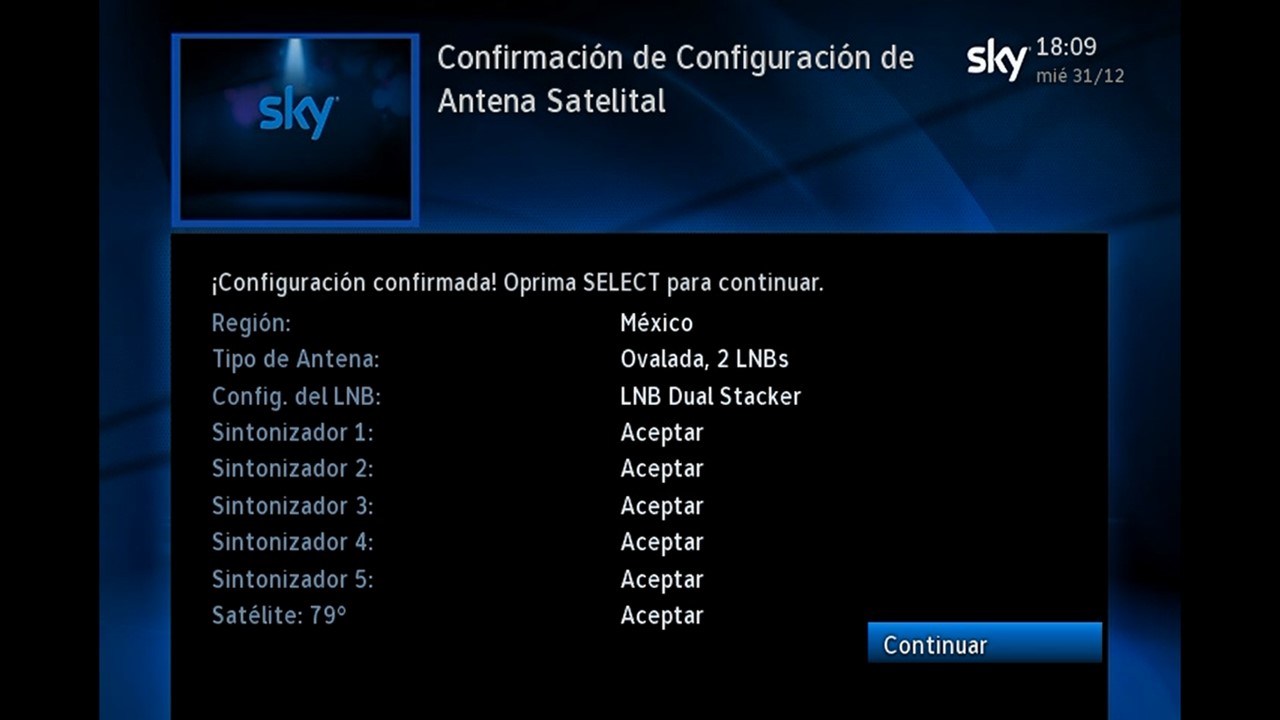 sky
Confirmación de Configuración de
Antena Satelital
sky 18:09
mié 31/12
¡Configuración confirmada! Oprima SELECT para continuar.
Región: México
Tipo de Antena: Ovalada, 2 LNBs
Config. del LNB: LNB Dual Stacker
Sintonizador 1: Aceptar
Sintonizador 2: Aceptar
Sintonizador 3: Aceptar
Sintonizador 4: Aceptar
Sintonizador 5: Aceptar
Satélite: 79º Aceptar
Continuar